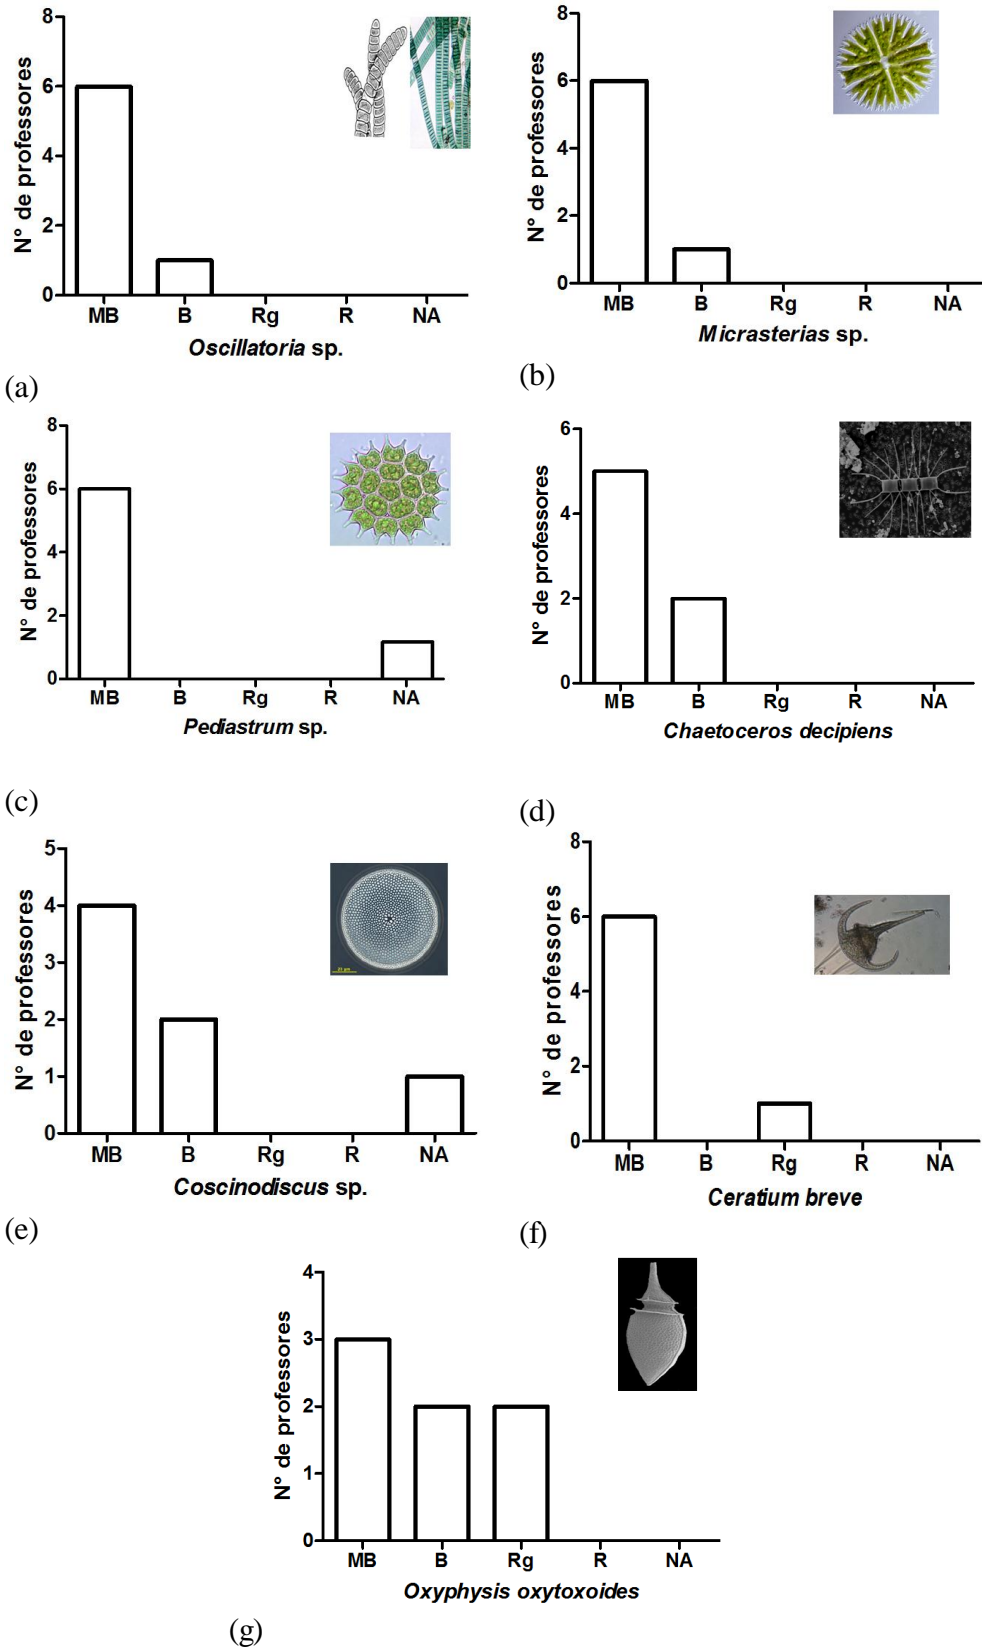 8
6
4
2
0
N° de professores
MB B Rg R NA
Oscillatoria sp.
(a)
8
6
4
2
0
N° de professores
MB B Rg R NA
Micrasterias sp.
(b)
8
6
4
2
0
N° de professores
MB B Rg R NA
Pediastrum sp.
(c)
6
4
2
0
N° de professores
MB B Rg R NA
Chaetoceros decipiens
(d)
5
4
3
2
1
0
N° de professores
MB B Rg R NA
Coscinodiscus sp.
(e)
8
6
4
2
0
N° de professores
MB B Rg R NA
Ceratium breve
(f)
4
3
2
1
0
N° de professores
MB B Rg R NA
Oxyphysis oxytoxoides
(g)